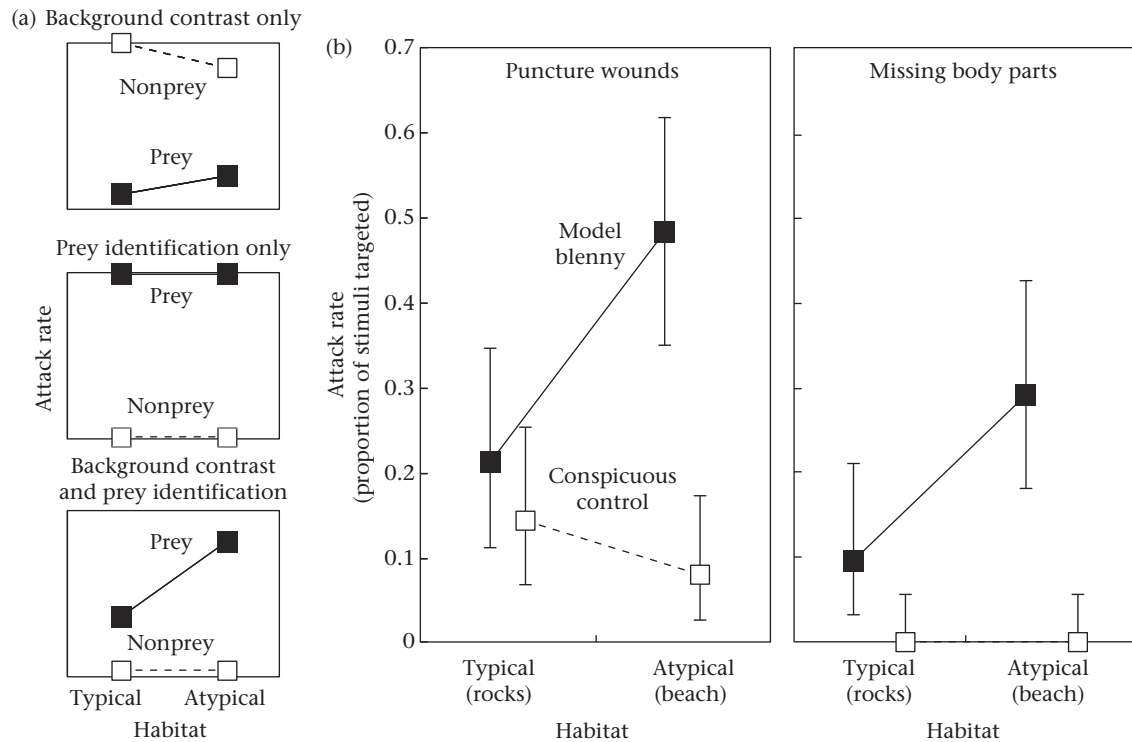 (a) Background contrast only
Nonprey
Prey
Prey identification only
Prey
Nonprey
Background contrast
and prey identification
Prey
Nonprey
Typical Atypical
Habitat
Attack rate
(b)
Puncture wounds
0.7
0.6
0.5
0.4
0.3
0.2
0.1
0
Attack rate
(proportion of stimuli targeted)
Model
blenny
Conspicuous
control
Typical
(rocks)
Atypical
(beach)
Habitat
Missing body parts
Typical
(rocks)
Atypical
(beach)
Habitat